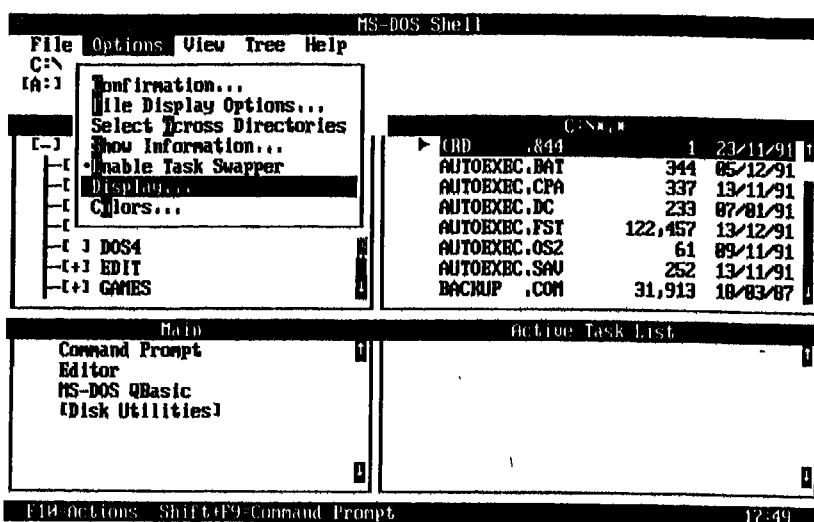 MS-DOS Shell
File Options View Tree Help
C:\
[A:]
Confirmation...
File Display Options...
Select Across Directories
Show Information...
•Enable Task Swapper
Display...
Colors...
C:\*.*
[-]
[ ] DOS4
[+] EDIT
[+] GAMES
CRD .844 1 23/11/91
AUTOEXEC.BAT 344 05/12/91
AUTOEXEC.CPA 337 13/11/91
AUTOEXEC.DC 233 07/01/91
AUTOEXEC.FST 122,457 13/12/91
AUTOEXEC.OS2 61 09/11/91
AUTOEXEC.SAV 252 13/11/91
BACKUP .COM 31,913 18/03/87
Main
Command Prompt
Editor
MS-DOS QBasic
[Disk Utilities]
Active Task List
F10=Actions Shift+F9=Command Prompt 12:49